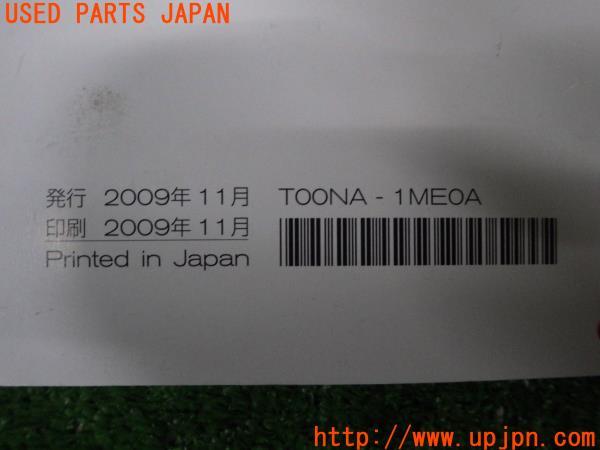 USED PARTS JAPAN
発行 2009年11月 T00NA - 1ME0A
印刷 2009年11月
Printed in Japan
http://www.upjpn.com